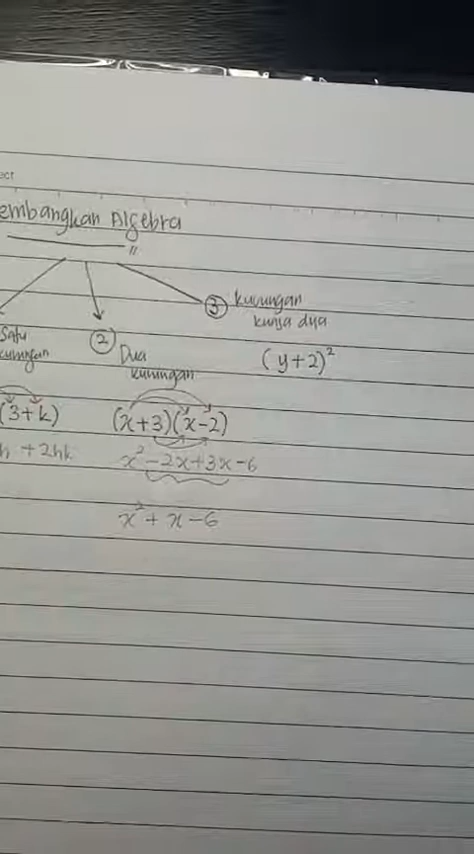 ect
embangkan Algebra
③ kurungan
kuasa dua
Satu
kurungan
② Dua
kurungan
(y+2)²
(3+k)
h + 2hk
(x+3)(x-2)
x² - 2x + 3x - 6
x² + x - 6